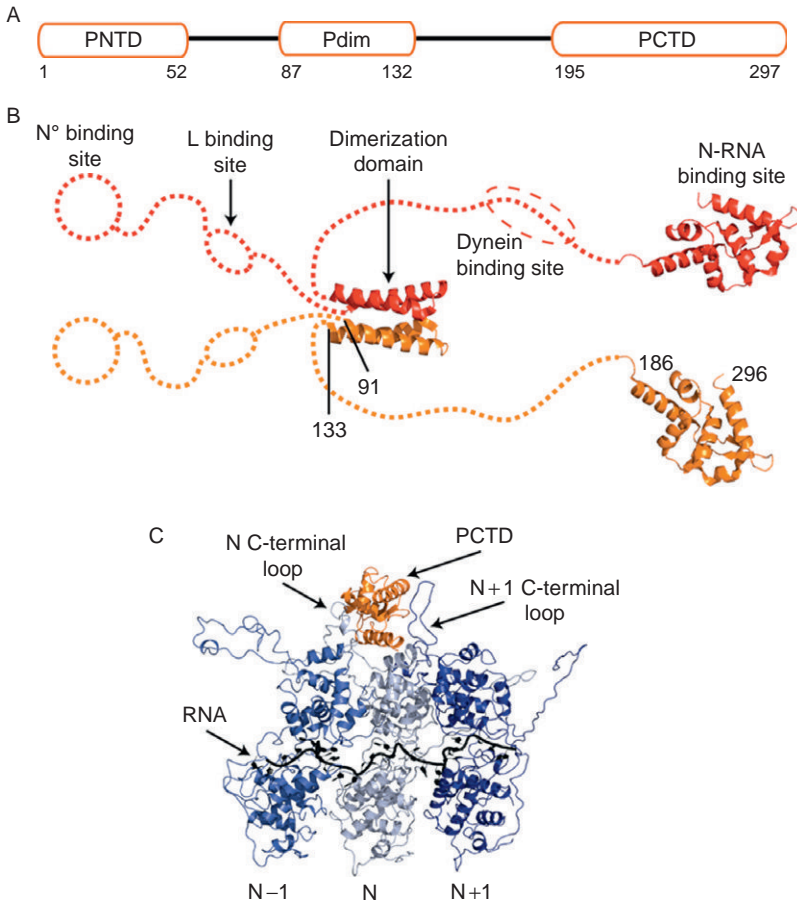 A
PNTD
Pdim
PCTD
1
52
87
132
195
297
B
N° binding
site
L binding
site
Dimerization
domain
N-RNA
binding site
Dynein
binding site
91
133
186
296
C
N C-terminal
loop
PCTD
N+1 C-terminal
loop
RNA
N−1
N
N+1